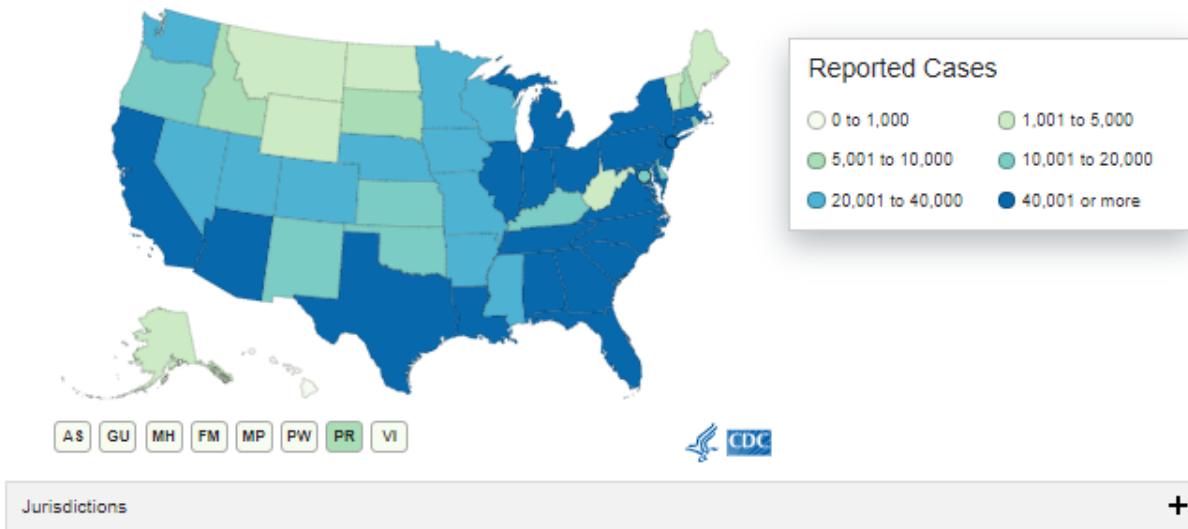 Reported Cases
0 to 1,000
1,001 to 5,000
5,001 to 10,000
10,001 to 20,000
20,001 to 40,000
40,001 or more
AS GU MH FM MP PW PR VI
CDC
Jurisdictions +